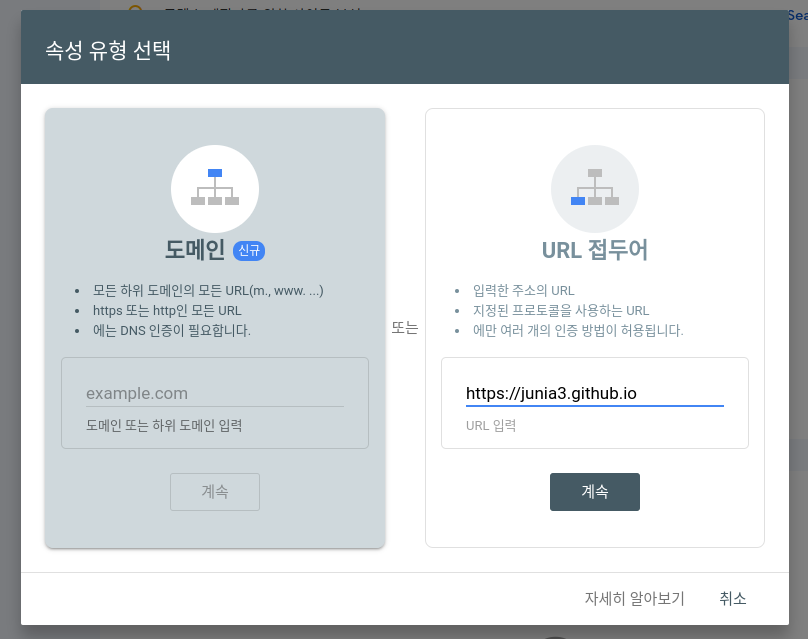 속성 유형 선택
도메인 신규
모든 하위 도메인의 모든 URL(m., www. ...)
https 또는 http인 모든 URL
에는 DNS 인증이 필요합니다.
example.com
도메인 또는 하위 도메인 입력
계속
또는
URL 접두어
입력한 주소의 URL
지정된 프로토콜을 사용하는 URL
에만 여러 개의 인증 방법이 허용됩니다.
https://junia3.github.io
URL 입력
계속
자세히 알아보기
취소